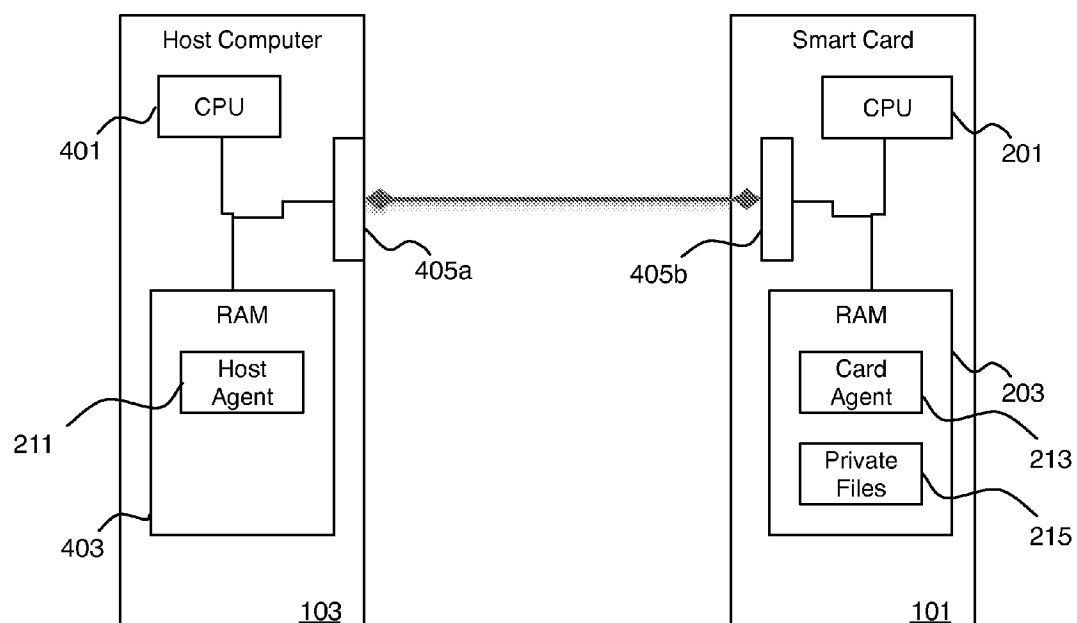 Host Computer
CPU
401
405a
RAM
Host
Agent
211
403
103
Smart Card
CPU
201
405b
RAM
203
Card
Agent
213
Private
Files
215
101